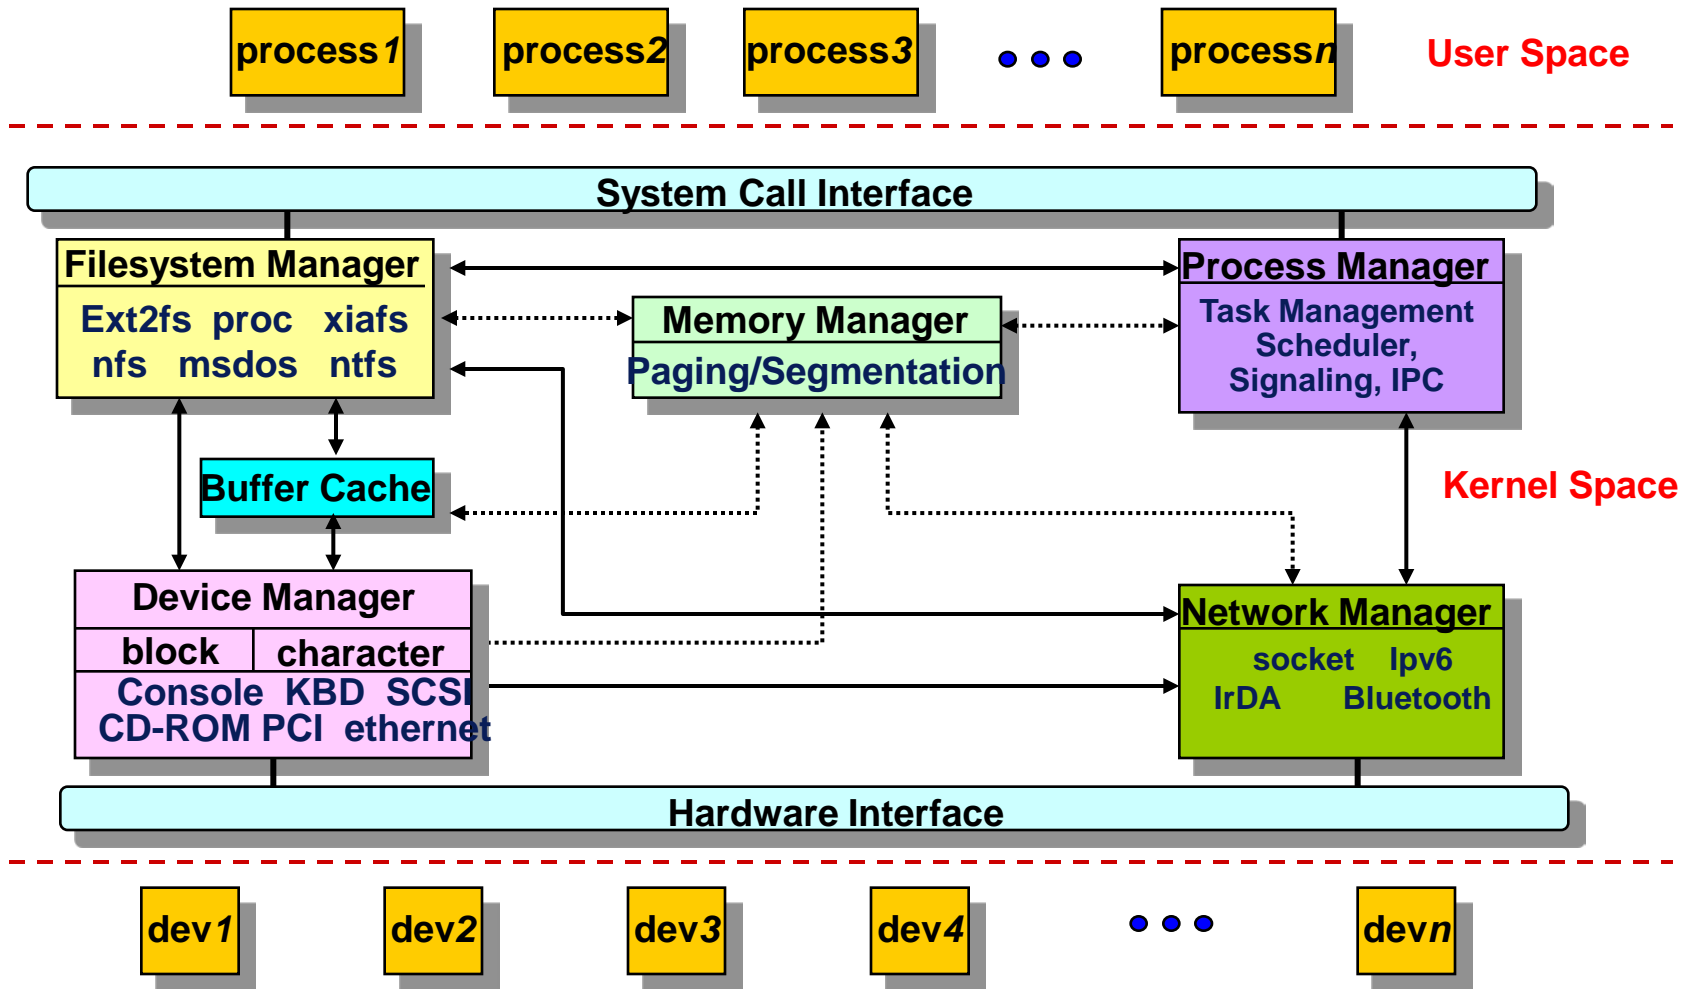 process1 process2 process3 processn User Space
System Call Interface
Filesystem Manager
Ext2fs proc xiafs
nfs msdos ntfs
Memory Manager
Paging/Segmentation
Process Manager
Task Management
Scheduler,
Signaling, IPC
Buffer Cache
Kernel Space
Device Manager
block character
Console KBD SCSI
CD-ROM PCI ethernet
Network Manager
socket Ipv6
IrDA Bluetooth
Hardware Interface
dev1 dev2 dev3 dev4 devn